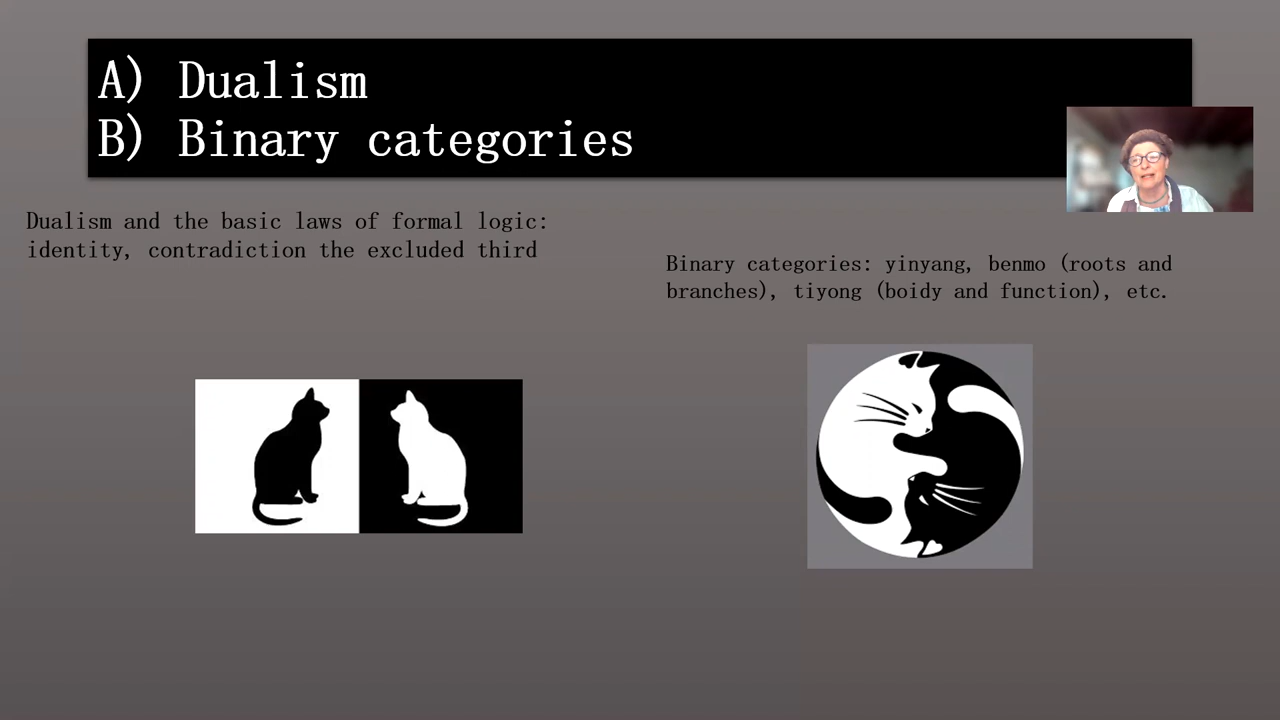 A) Dualism
B) Binary categories
Dualism and the basic laws of formal logic:
identity, contradiction the excluded third
Binary categories: yinyang, benmo (roots and
branches), tiyong (boidy and function), etc.